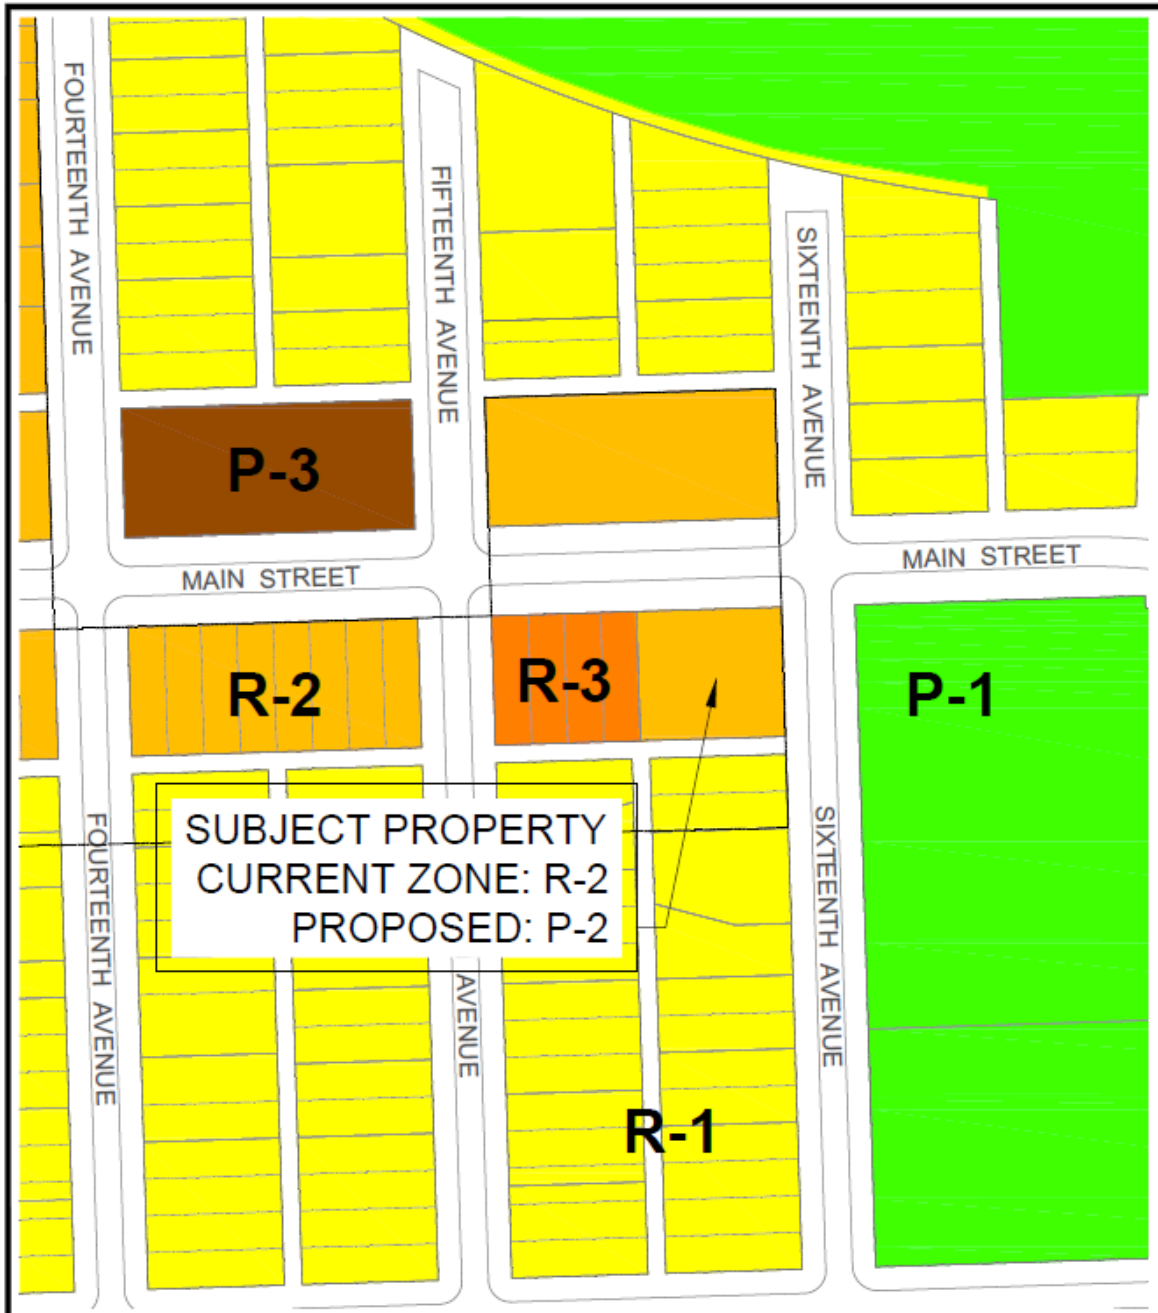 FOURTEENTH AVENUE
FIFTEENTH AVENUE
SIXTEENTH AVENUE
P-3
MAIN STREET
MAIN STREET
R-2
R-3
P-1
SUBJECT PROPERTY
CURRENT ZONE: R-2
PROPOSED: P-2
FOURTEENTH AVENUE
AVENUE
SIXTEENTH AVENUE
R-1